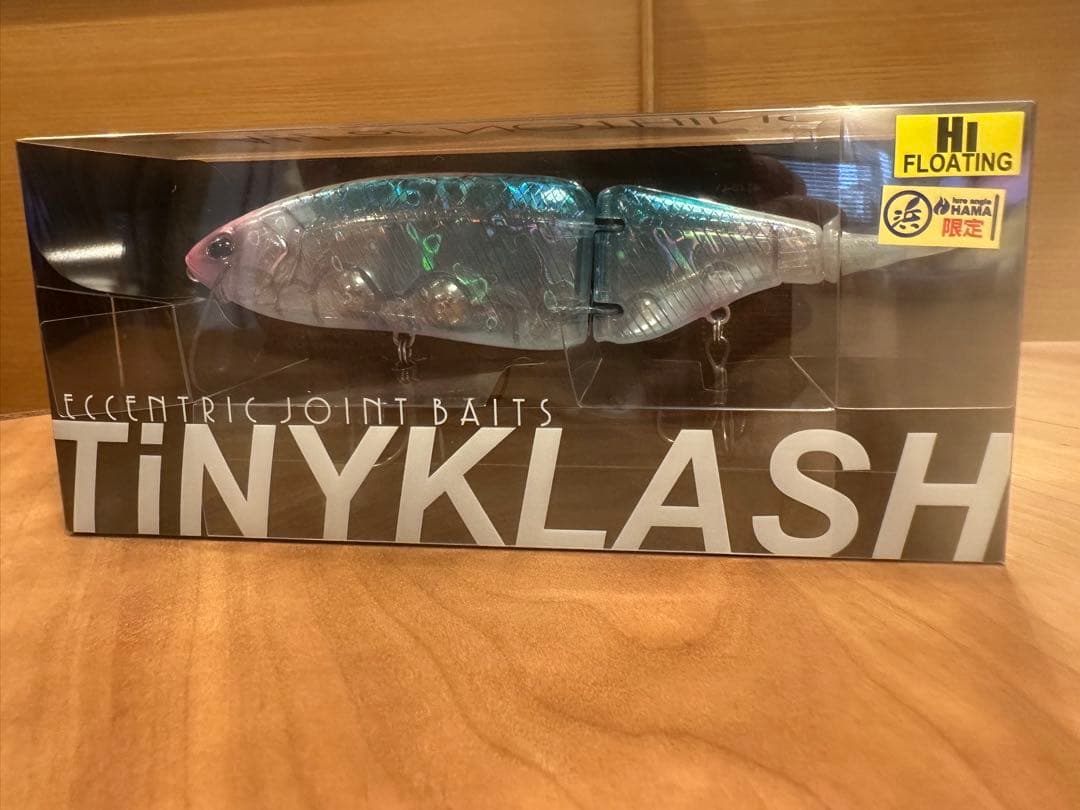 HI
FLOATING
浜
lure angle
HAMA
限定
ECCENTRIC JOINT BAITS
TiNYKLASH